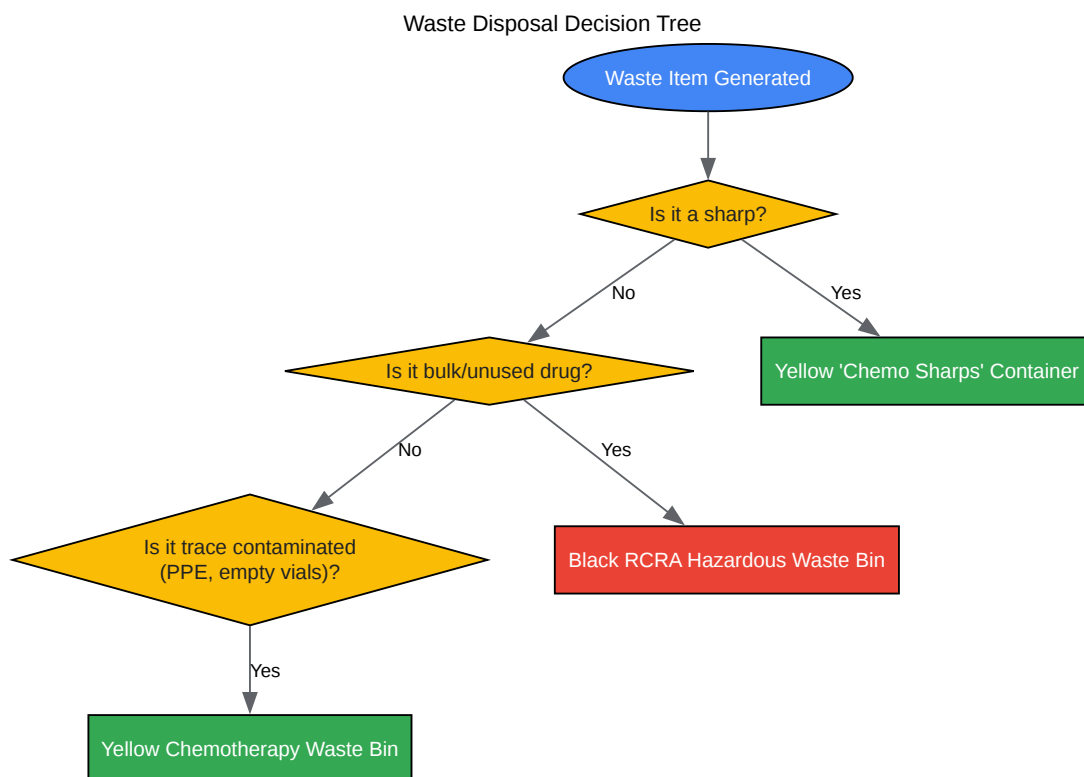 Waste Disposal Decision Tree
Waste Item Generated
Is it a sharp?
No
Yes
Is it bulk/unused drug?
Yellow 'Chemo Sharps' Container
No
Yes
Is it trace contaminated
(PPE, empty vials)?
Black RCRA Hazardous Waste Bin
Yes
Yellow Chemotherapy Waste Bin